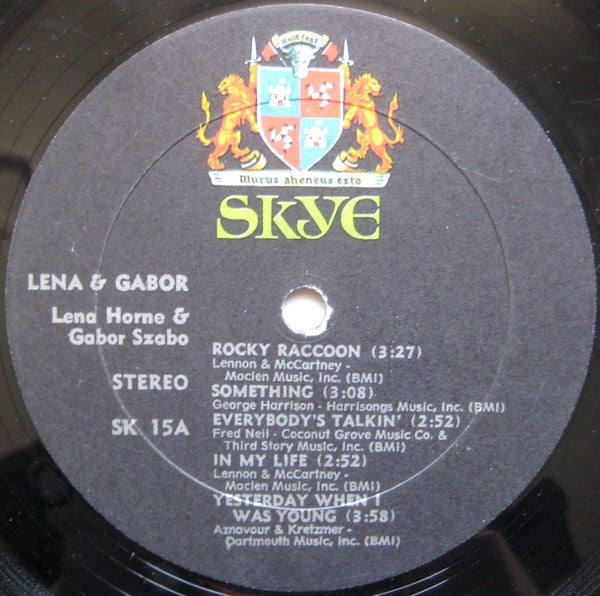 Hold fast
Murus aheneus esto
SKYE
LENA & GABOR
Lena Horne &
Gabor Szabo
STEREO
SK 15A
ROCKY RACCOON (3:27)
Lennon & McCartney -
Maclen Music, Inc. (BMI)
SOMETHING (3:08)
George Harrison - Harrisongs Music, Inc. (BMI)
EVERYBODY'S TALKIN' (2:52)
Fred Neil - Coconut Grove Music Co. &
Third Story Music, Inc. (BMI)
IN MY LIFE (2:52)
Lennon & McCartney -
Maclen Music, Inc. (BMI)
YESTERDAY WHEN I
WAS YOUNG (3:58)
Aznavour & Kretzmer -
Dartmouth Music, Inc. (BMI)